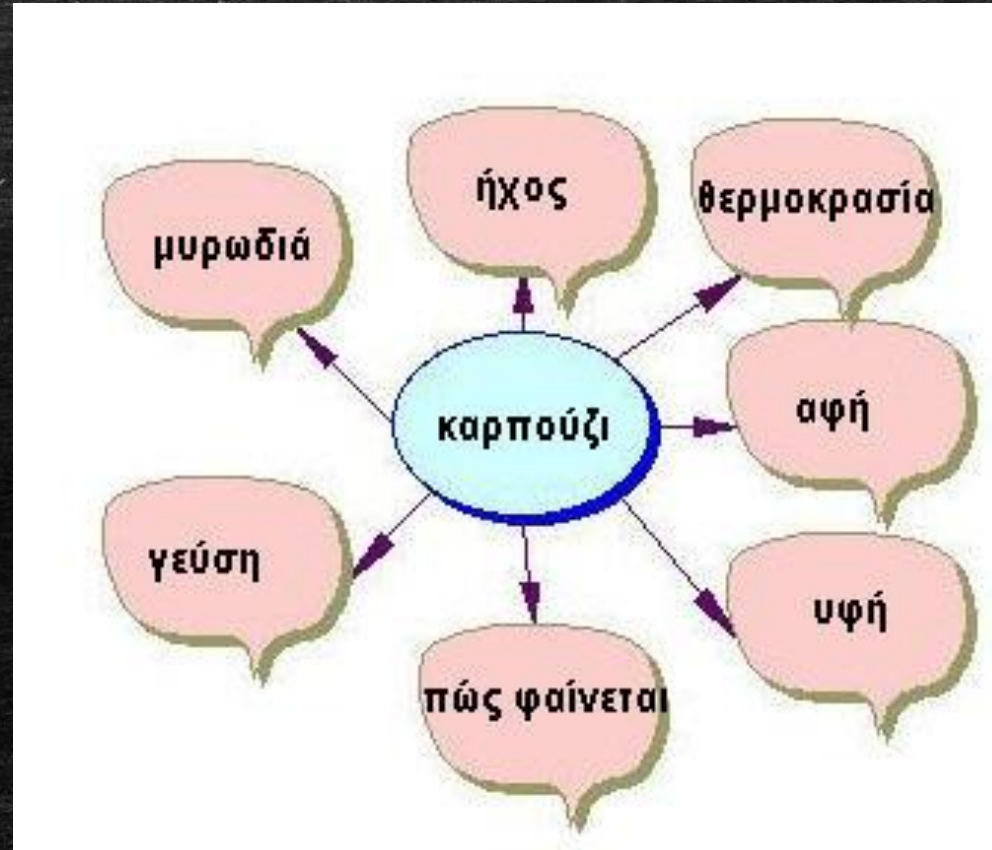 ήχος
θερμοκρασία
μυρωδιά
αφή
καρπούζι
γεύση
υφή
πώς φαίνεται